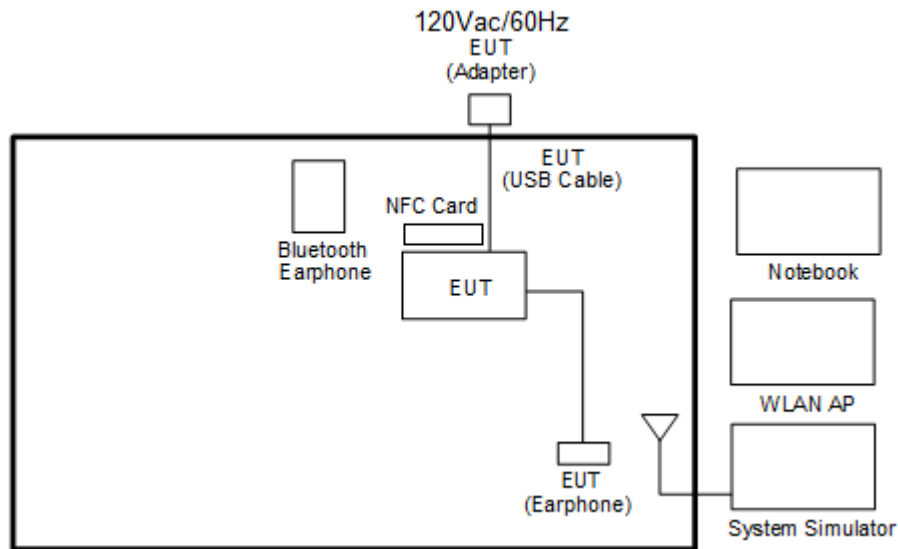 120Vac/60Hz
EUT
(Adapter)
EUT
(USB Cable)
NFC Card
Bluetooth
Earphone
EUT
Notebook
WLAN AP
EUT
(Earphone)
System Simulator